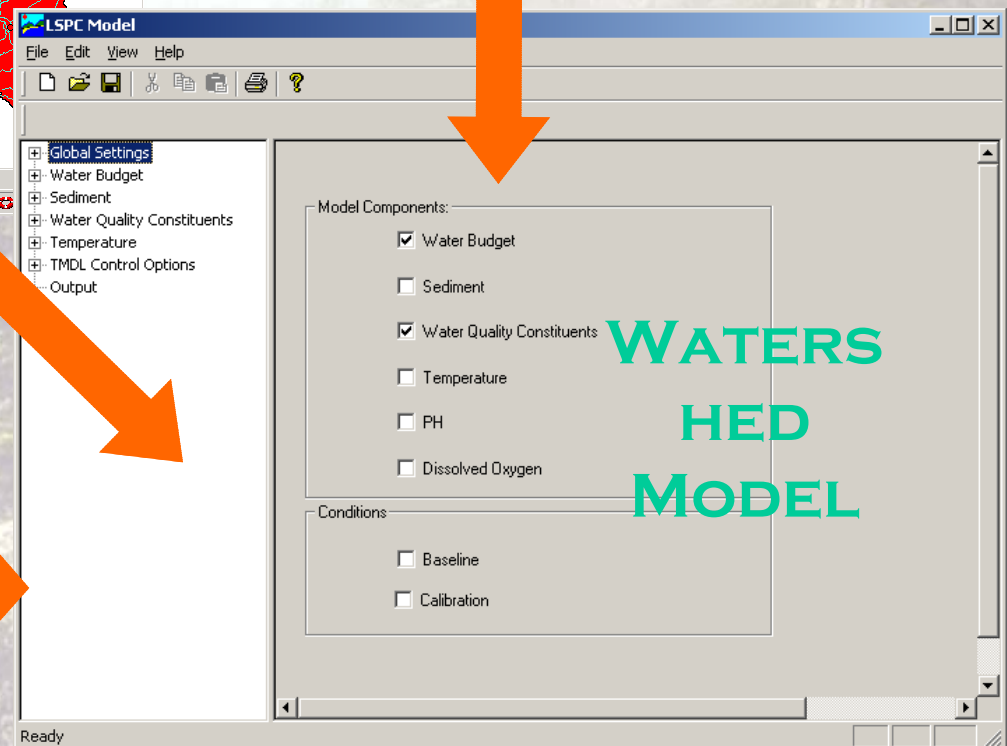 LSPC Model
File Edit View Help
Global Settings
Water Budget
Sediment
Water Quality Constituents
Temperature
TMDL Control Options
Output
Model Components:
Water Budget
Sediment
Water Quality Constituents
Temperature
PH
Dissolved Oxygen
Conditions
Baseline
Calibration
WATERS
HED
MODEL
Ready